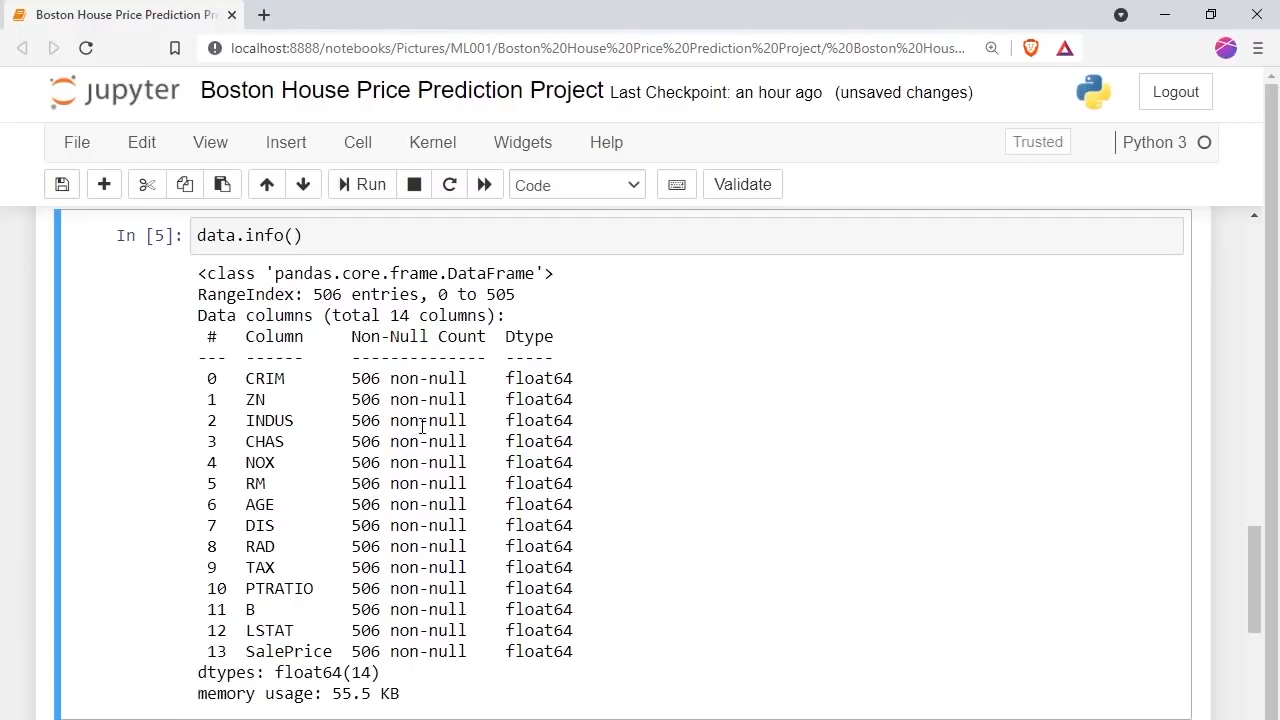 Boston House Price Prediction Pr
localhost:8888/notebooks/Pictures/ML001/Boston%20House%20Price%20Prediction%20Project/%20Boston%20Hous...
jupyter Boston House Price Prediction Project Last Checkpoint: an hour ago (unsaved changes)
Logout
File Edit View Insert Cell Kernel Widgets Help
Trusted
Python 3
Run
Code
Validate
In [5]: data.info()
<class 'pandas.core.frame.DataFrame'>
RangeIndex: 506 entries, 0 to 505
Data columns (total 14 columns):
# Column Non-Null Count Dtype
--- ------ -------------- -----
0 CRIM 506 non-null float64
1 ZN 506 non-null float64
2 INDUS 506 non-null float64
3 CHAS 506 non-null float64
4 NOX 506 non-null float64
5 RM 506 non-null float64
6 AGE 506 non-null float64
7 DIS 506 non-null float64
8 RAD 506 non-null float64
9 TAX 506 non-null float64
10 PTRATIO 506 non-null float64
11 B 506 non-null float64
12 LSTAT 506 non-null float64
13 SalePrice 506 non-null float64
dtypes: float64(14)
memory usage: 55.5 KB